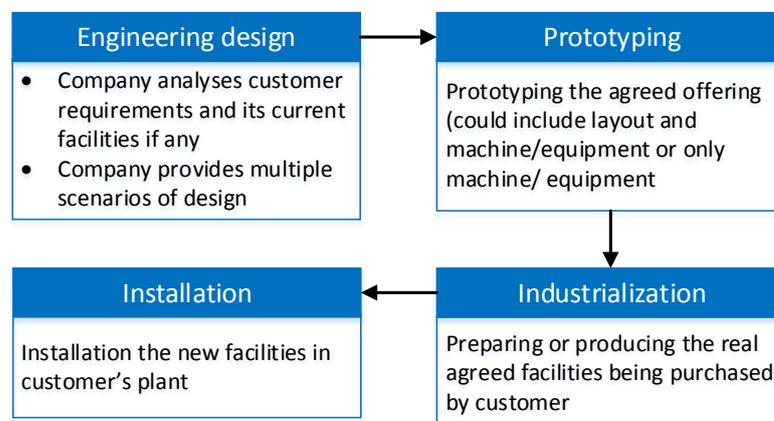 Engineering design
• Company analyses customer
requirements and its current
facilities if any
• Company provides multiple
scenarios of design
Prototyping
Prototyping the agreed offering
(could include layout and
machine/equipment or only
machine/ equipment
Industrialization
Preparing or producing the real
agreed facilities being purchased
by customer
Installation
Installation the new facilities in
customer's plant